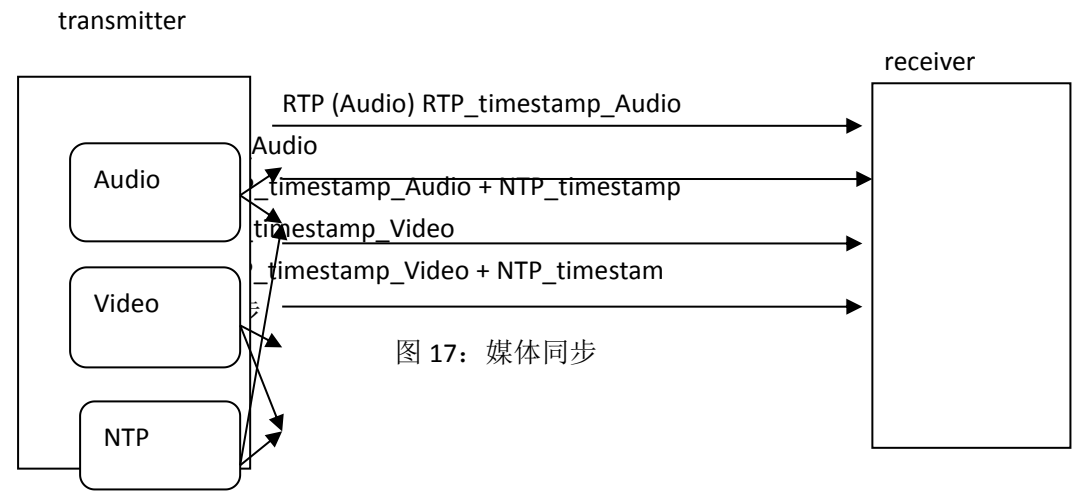 transmitter
receiver
RTP (Audio) RTP_timestamp_Audio
Audio
Audio
_timestamp_Audio + NTP_timestamp
_timestamp_Video
_timestamp_Video + NTP_timestam
Video
图 17：媒体同步
NTP